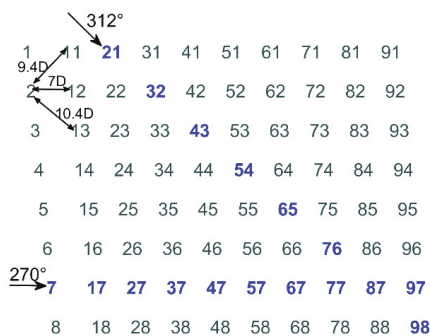 312°
1 11 21 31 41 51 61 71 81 91
9.4D
7D
2 12 22 32 42 52 62 72 82 92
10.4D
3 13 23 33 43 53 63 73 83 93
4 14 24 34 44 54 64 74 84 94
5 15 25 35 45 55 65 75 85 95
6 16 26 36 46 56 66 76 86 96
270°
7 17 27 37 47 57 67 77 87 97
8 18 28 38 48 58 68 78 88 98